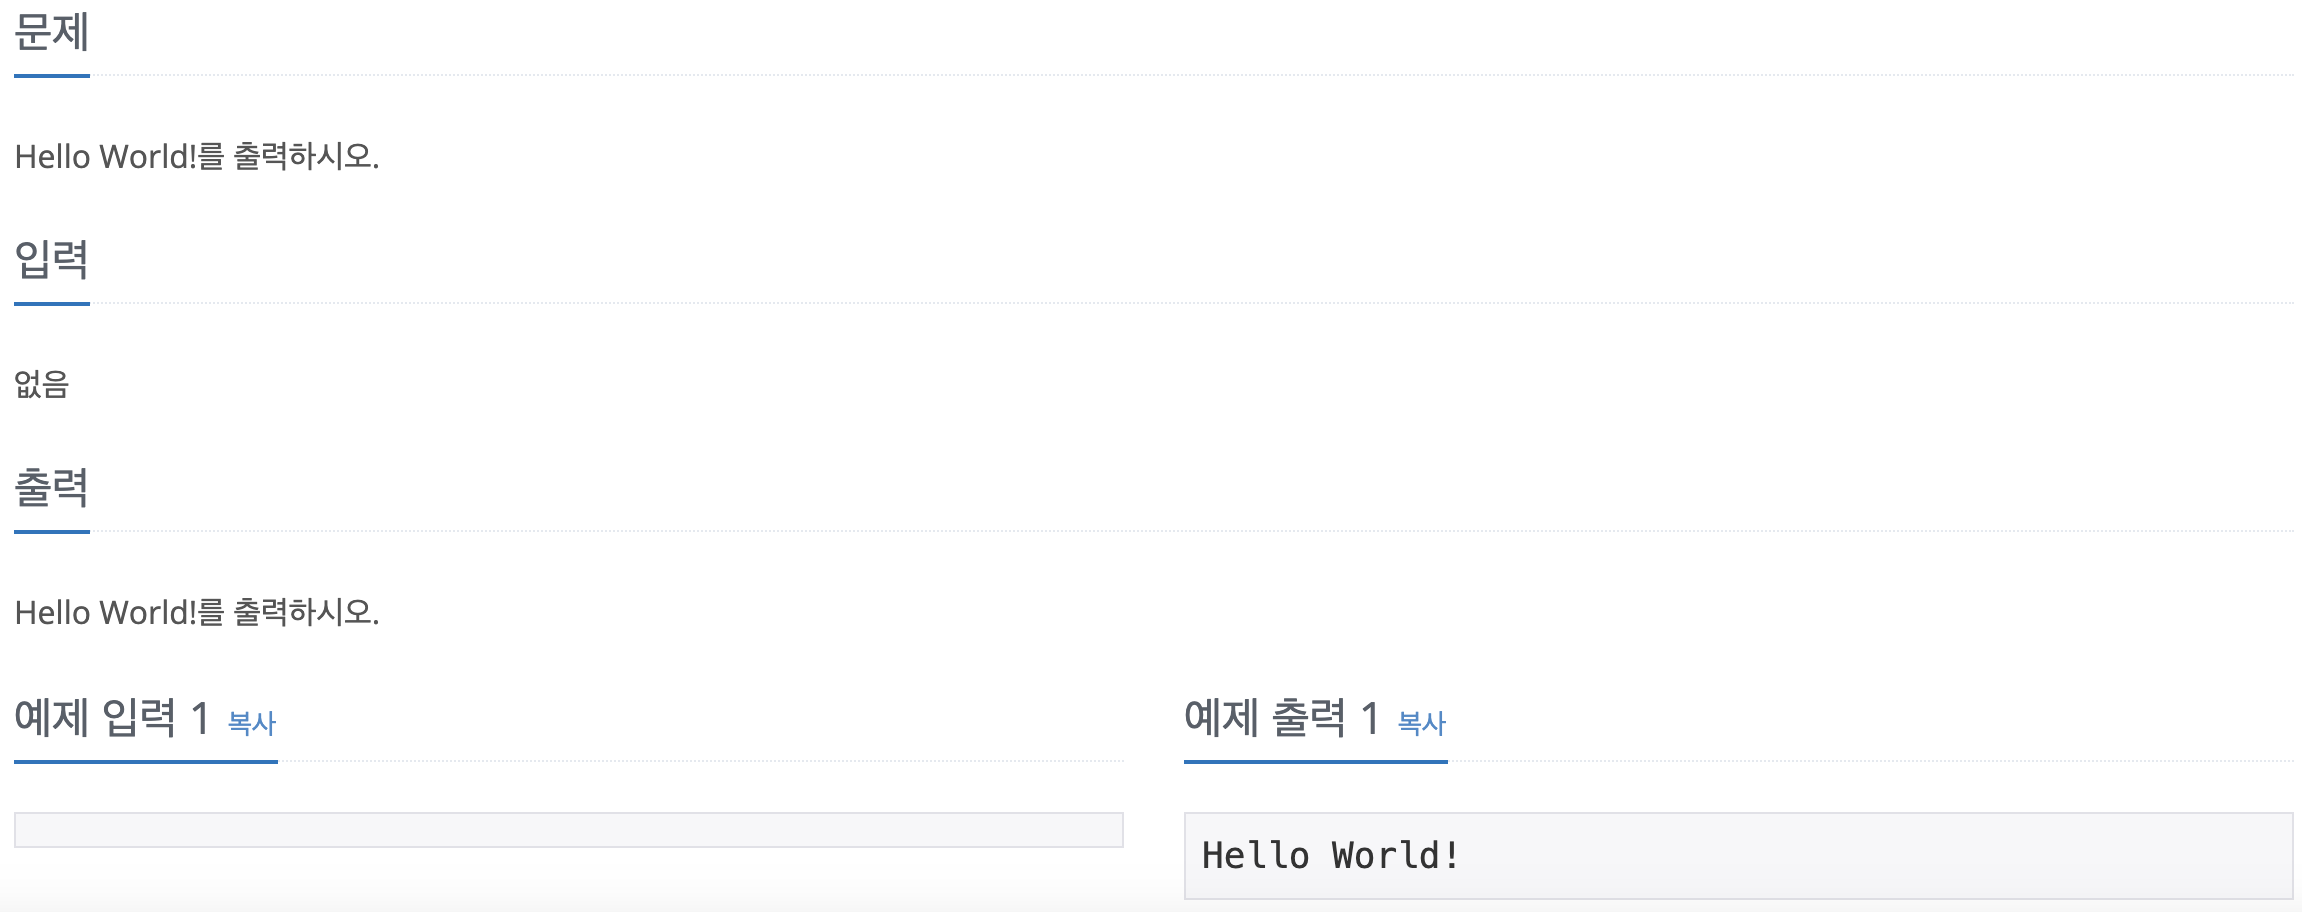 문제
Hello World!를 출력하시오.
입력
없음
출력
Hello World!를 출력하시오.
예제 입력 1 복사
예제 출력 1 복사
Hello World!